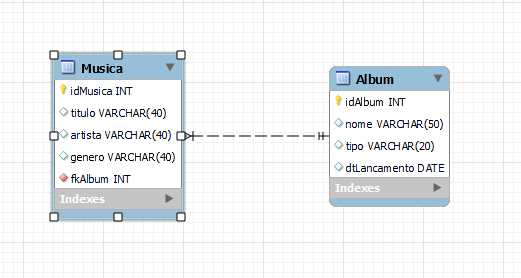 Musica
idMusica INT
titulo VARCHAR(40)
artista VARCHAR(40)
genero VARCHAR(40)
fkAlbum INT
Indexes
Album
idAlbum INT
nome VARCHAR(50)
tipo VARCHAR(20)
dtLancamento DATE
Indexes